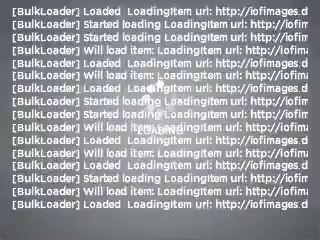 [BulkLoader] Loaded LoadingItem url: http://iofimages.d
[BulkLoader] Started loading LoadingItem url: http://iofim
[BulkLoader] Started loading LoadingItem url: http://iofim
[BulkLoader] Will load item: LoadingItem url: http://iofima
[BulkLoader] Loaded LoadingItem url: http://iofimages.d
[BulkLoader] Will load item: LoadingItem url: http://iofima
[BulkLoader] Loaded LoadingItem url: http://iofimages.d
[BulkLoader] Started loading LoadingItem url: http://iofim
[BulkLoader] Started loading LoadingItem url: http://iofim
[BulkLoader] Will load item: LoadingItem url: http://iofima
LOADING
[BulkLoader] Loaded LoadingItem url: http://iofimages.d
[BulkLoader] Will load item: LoadingItem url: http://iofima
[BulkLoader] Loaded LoadingItem url: http://iofimages.d
[BulkLoader] Started loading LoadingItem url: http://iofim
[BulkLoader] Will load item: LoadingItem url: http://iofima
[BulkLoader] Loaded LoadingItem url: http://iofimages.d